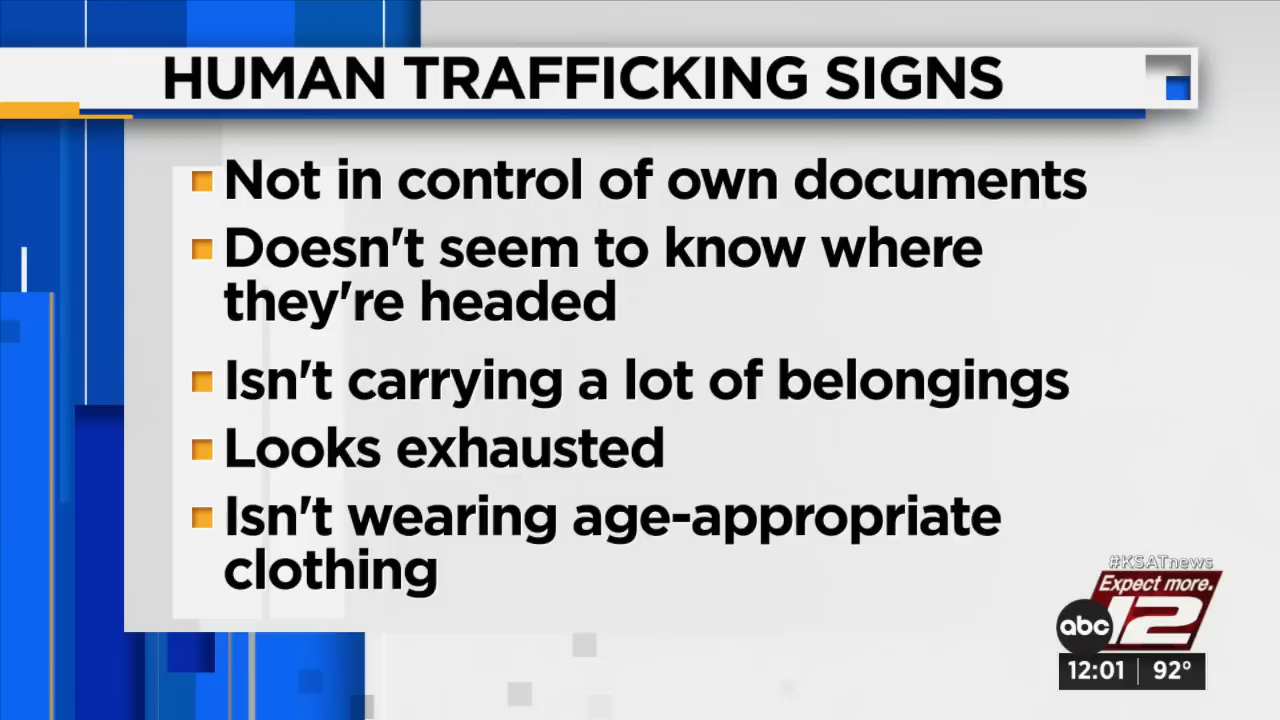 HUMAN TRAFFICKING SIGNS
Not in control of own documents
Doesn't seem to know where
they're headed
Isn't carrying a lot of belongings
Looks exhausted
Isn't wearing age-appropriate
clothing
#KSATnews
Expect more.
abc 12
12:01 92°